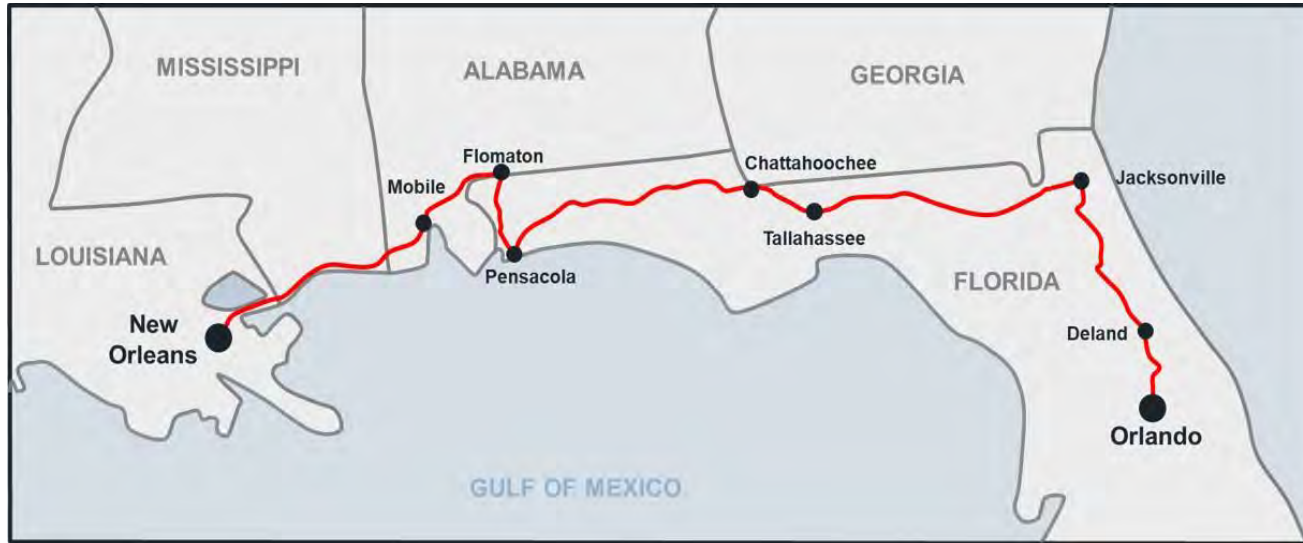 MISSISSIPPI
ALABAMA
GEORGIA
Flomaton
Chattahoochee
Mobile
Jacksonville
Tallahassee
LOUISIANA
Pensacola
FLORIDA
New
Orleans
Deland
Orlando
GULF OF MEXICO